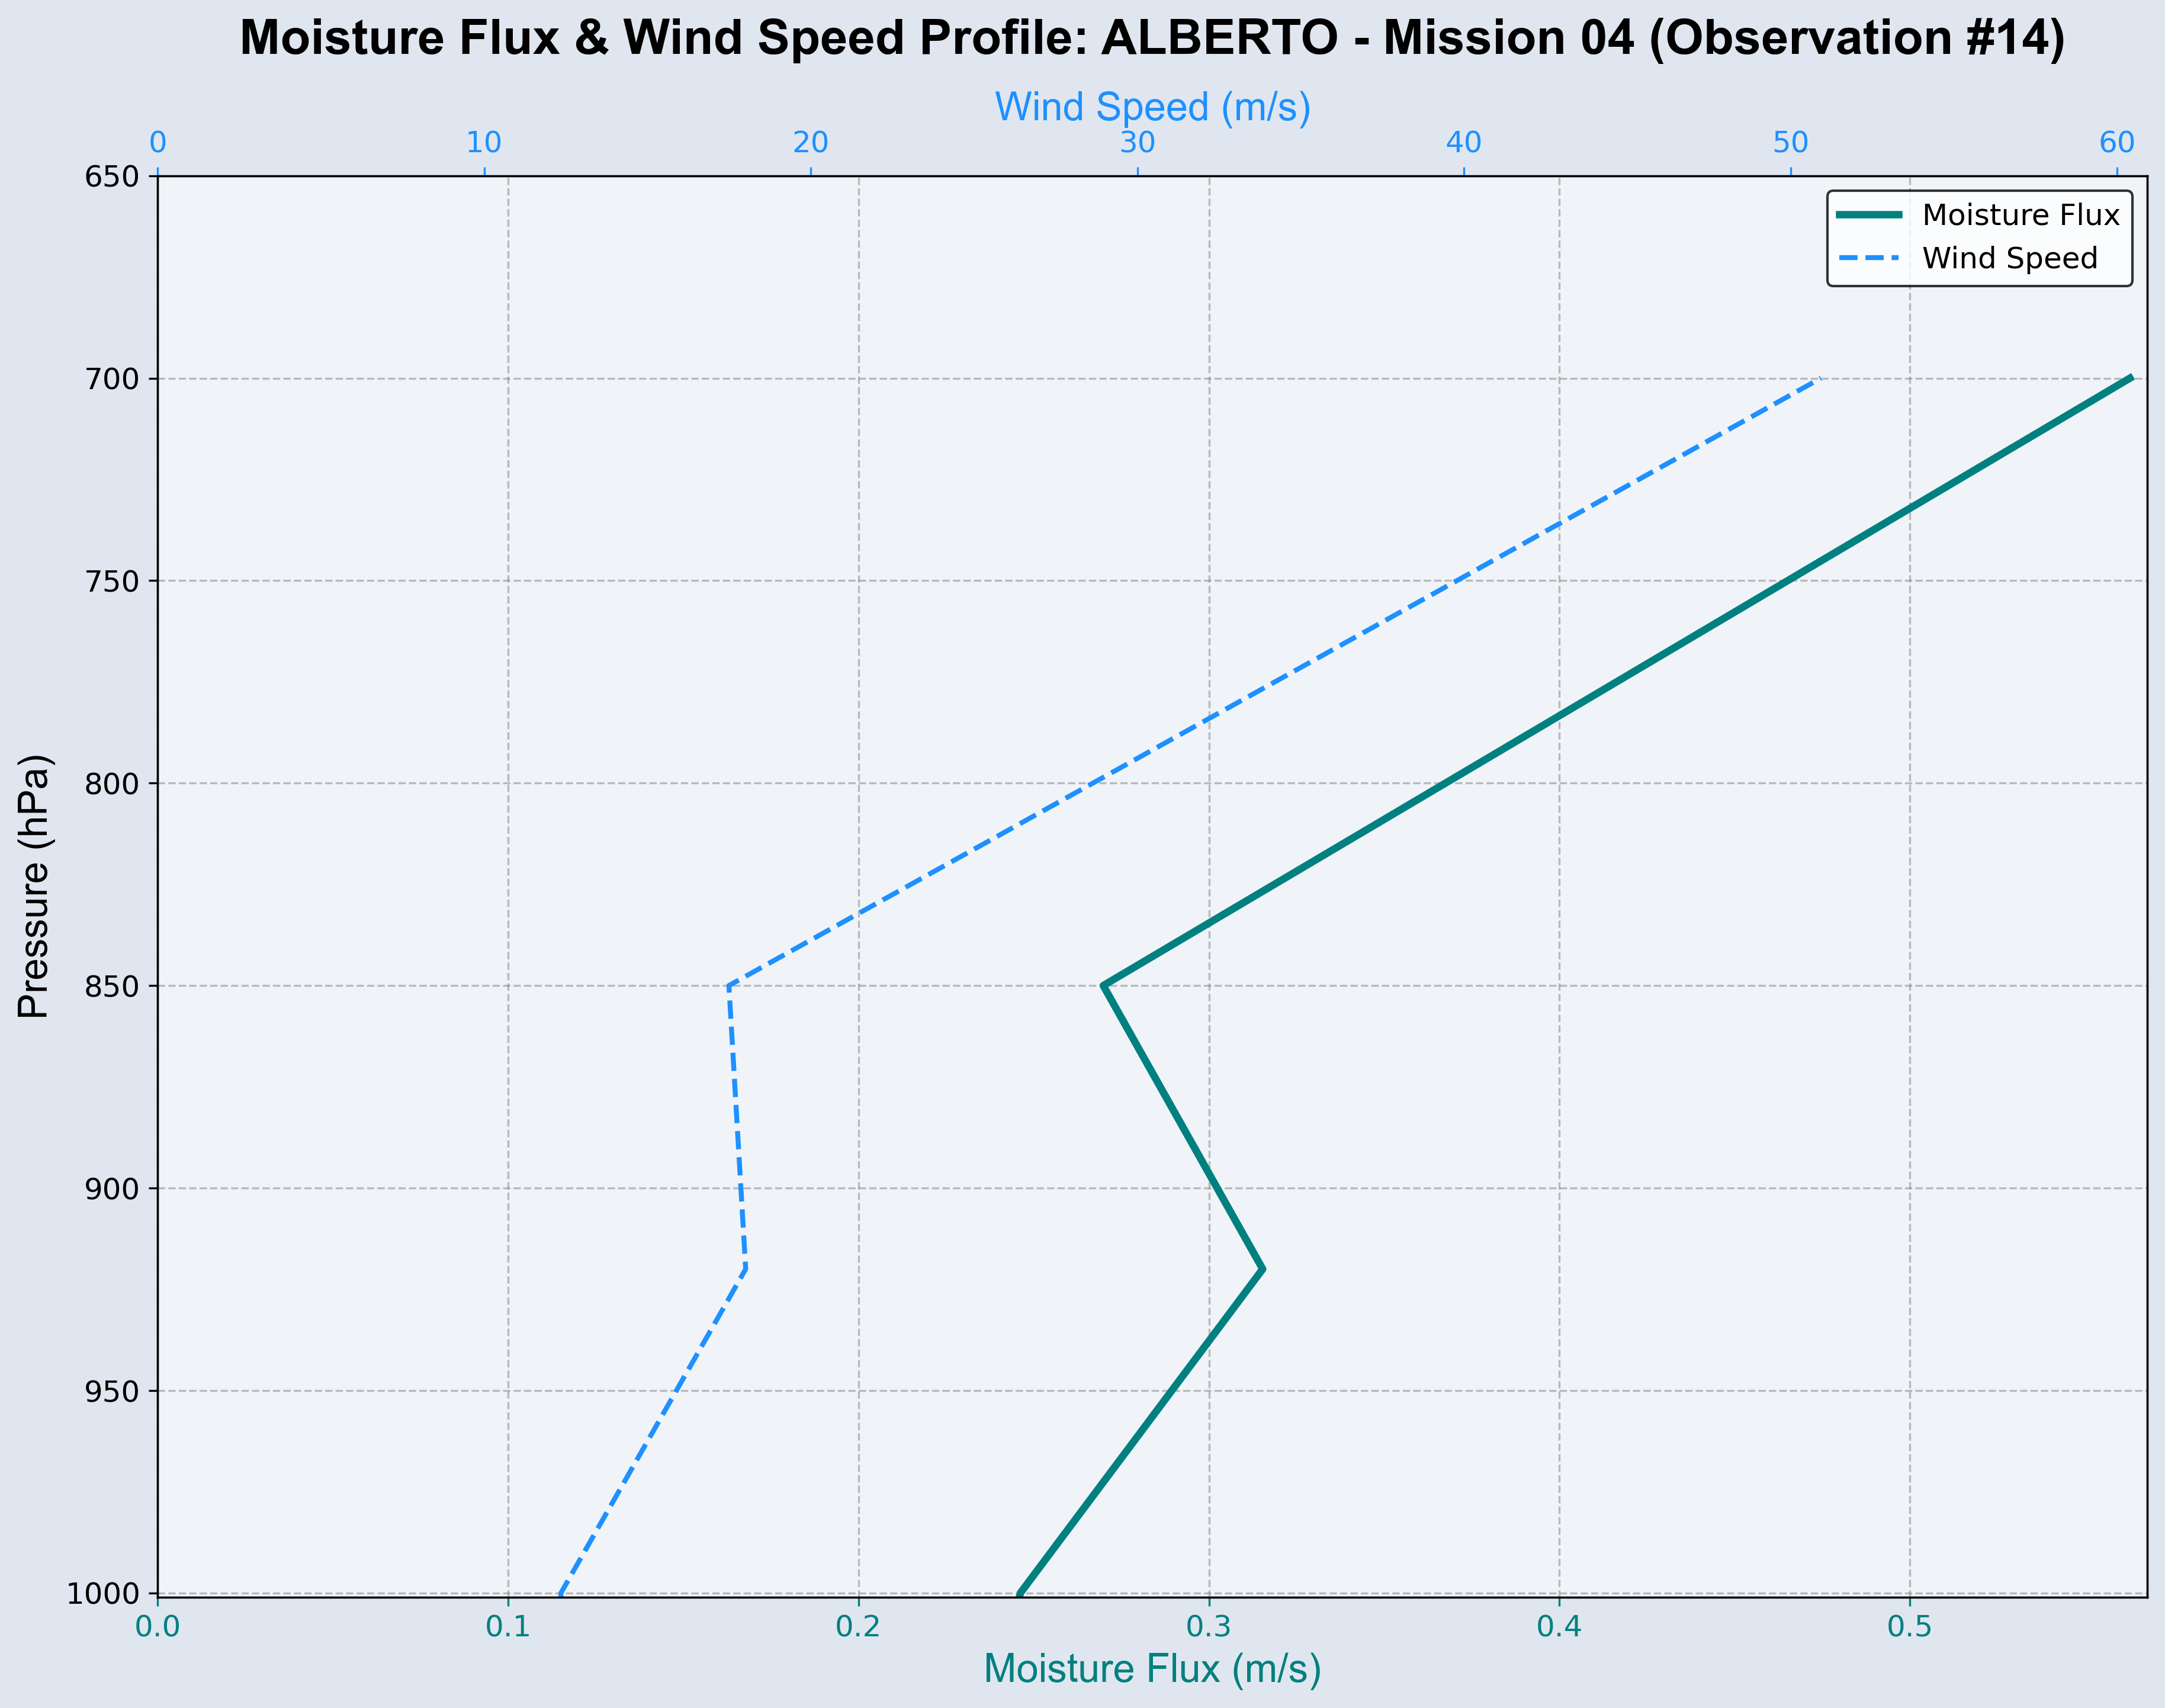 Moisture Flux & Wind Speed Profile: ALBERTO - Mission 04 (Observation #14)
Wind Speed (m/s)
0 10 20 30 40 50 60
Moisture Flux
Wind Speed
650
700
750
800
850
900
950
1000
Pressure (hPa)
0.0 0.1 0.2 0.3 0.4 0.5
Moisture Flux (m/s)